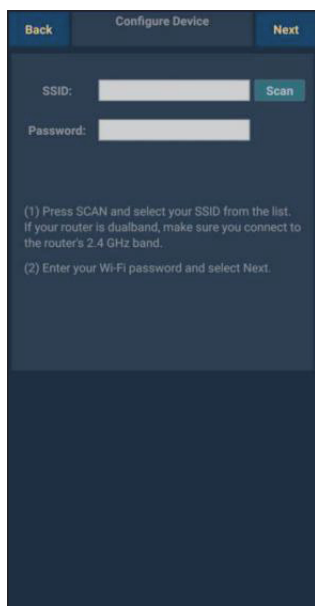 Back Configure Device Next
SSID: Scan
Password:
(1) Press SCAN and select your SSID from the list.
If your router is dualband, make sure you connect to
the router's 2.4 GHz band.
(2) Enter your Wi-Fi password and select Next.